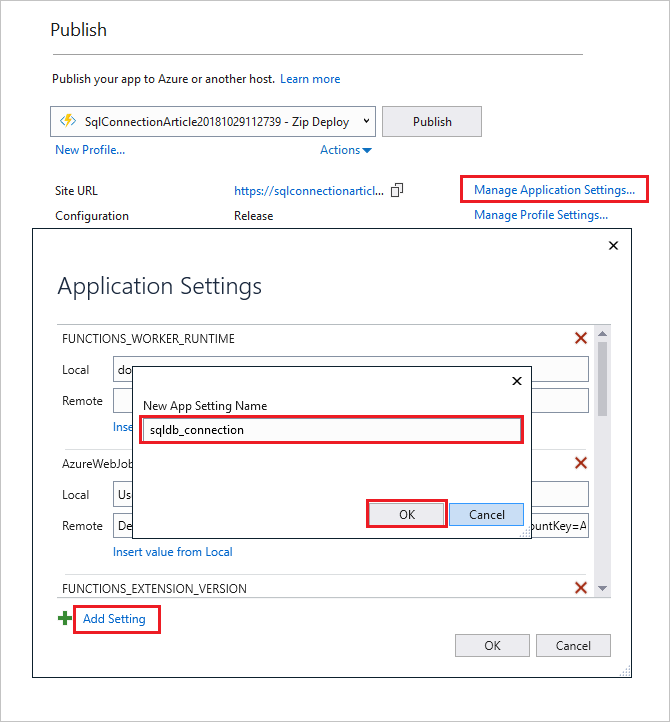 Publish
Publish your app to Azure or another host. Learn more
SqlConnectionArticle20181029112739 - Zip Deploy
Publish
New Profile...
Actions
Site URL
https://sqlconnectionarticl...
Manage Application Settings...
Configuration
Release
Manage Profile Settings...
Application Settings
FUNCTIONS_WORKER_RUNTIME
Local
do
Remote
Inse
New App Setting Name
sqldb_connection
OK
Cancel
AzureWebJob
Local
Us
Remote
De
ountKey=A
Insert value from Local
FUNCTIONS_EXTENSION_VERSION
Add Setting
OK
Cancel